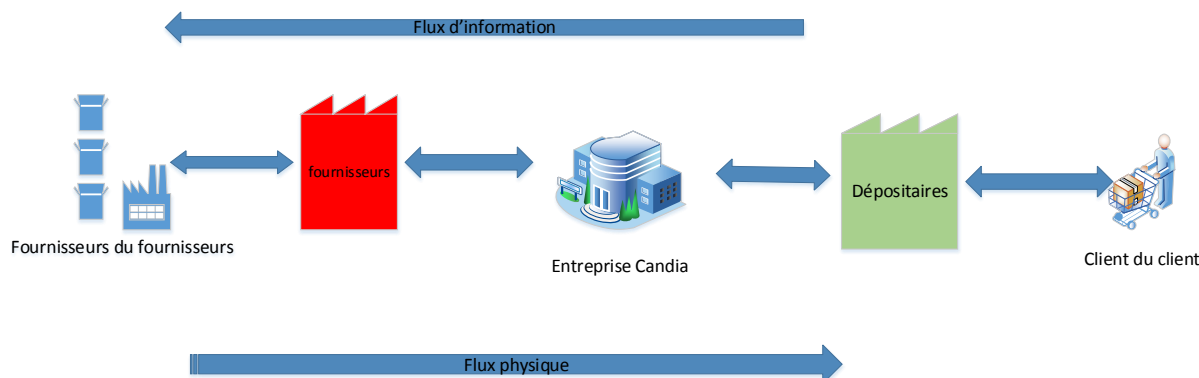 Flux d’information
fournisseurs
Dépositaires
Fournisseurs du fournisseurs
Entreprise Candia
Client du client
Flux physique